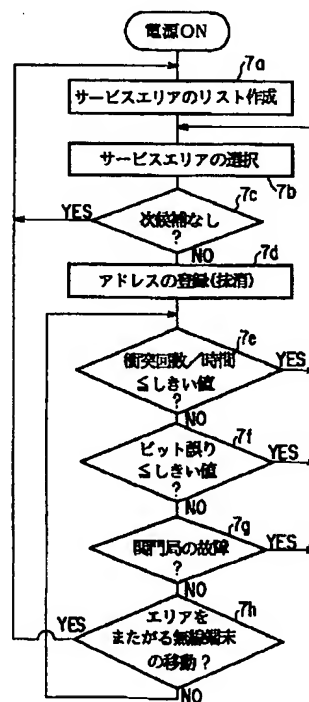 電源ON
7a
サービスエリアのリスト作成
サービスエリアの選択
7b
7c
YES
次候補なし
?
NO
7d
アドレスの登録(抹消)
7e
衝突回数/時間
≦しきい値
?
YES
NO
7f
ビット誤り
≦しきい値
?
YES
NO
7g
関門局の故障
?
YES
NO
7h
エリアを
またがる無線端末
の移動?
YES
NO